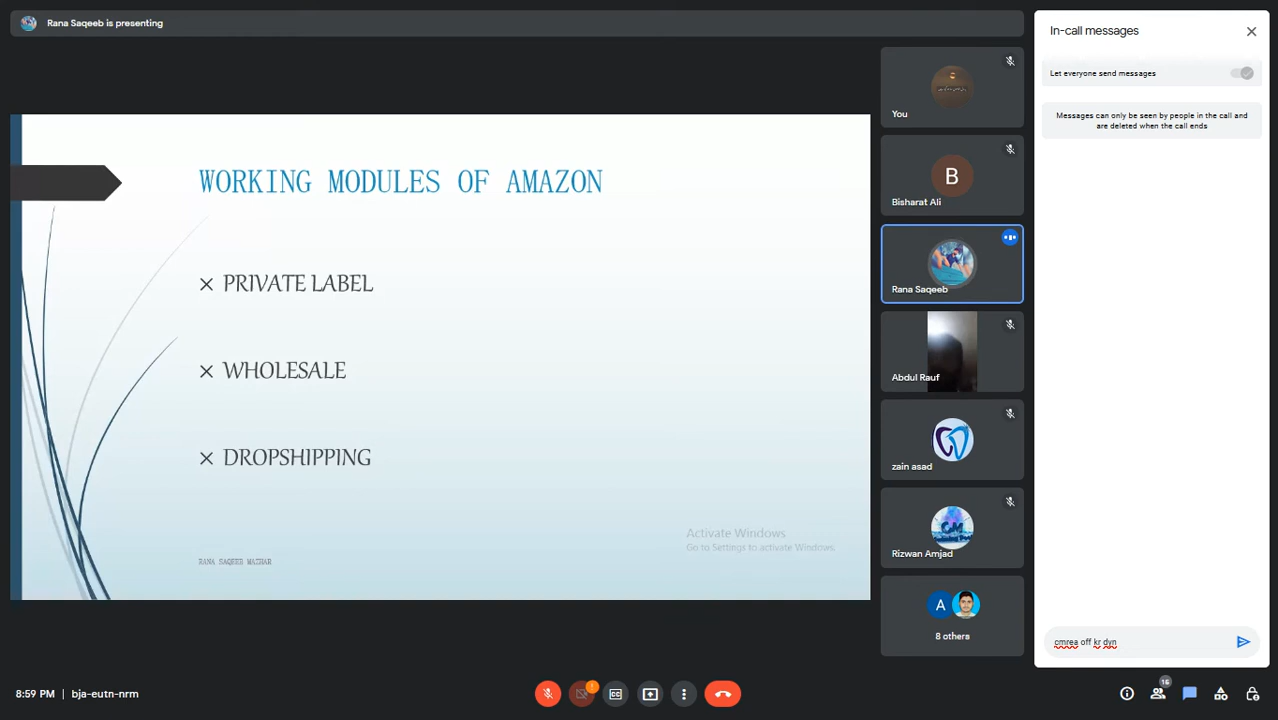 Rana Saqeeb is presenting
WORKING MODULES OF AMAZON
PRIVATE LABEL
WHOLESALE
DROPSHIPPING
Activate Windows
Go to Settings to activate Windows.
RANA SAQEEB MAZHAR
You
B
Bisharat Ali
Rana Saqeeb
Abdul Rauf
zain asad
GM
Rizwan Amjad
A
8 others
In-call messages
Let everyone send messages
Messages can only be seen by people in the call and
are deleted when the call ends
cmrea off kr dyn
8:59 PM | bja-eutn-nrm
1
16